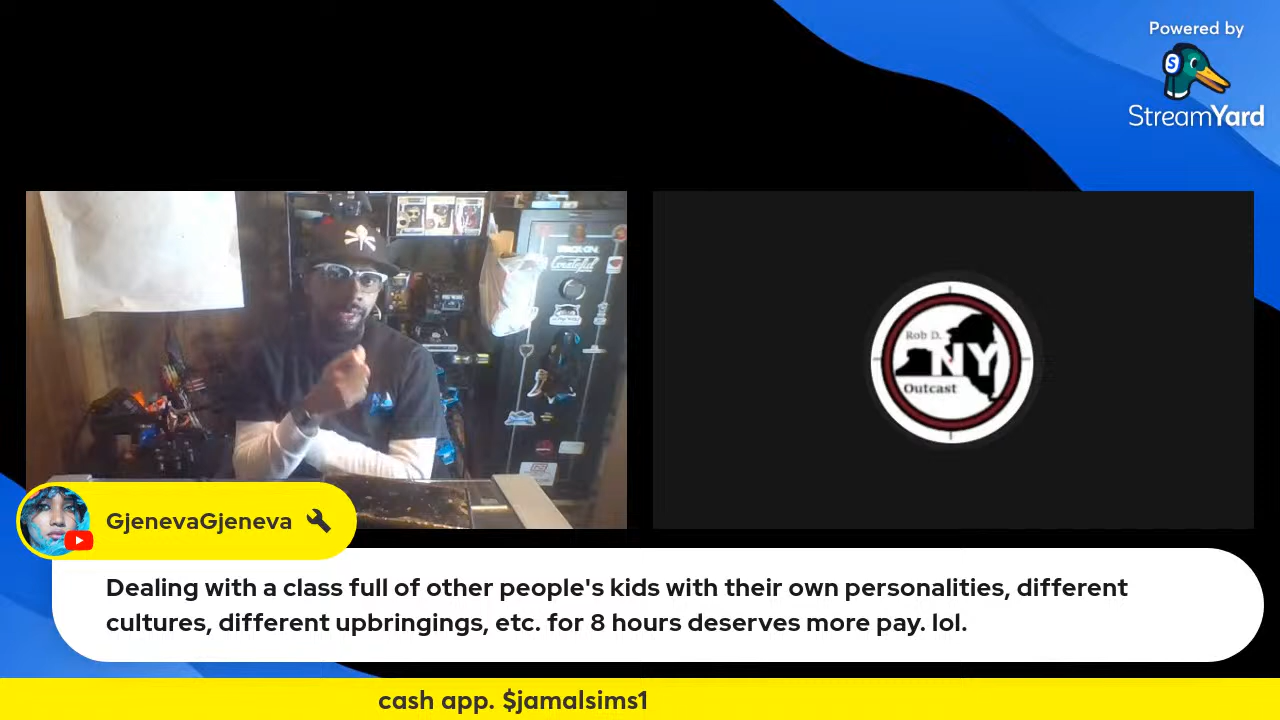 Powered by
StreamYard
Grateful
Rob D.
NY
Outcast
GjenevaGjeneva
Dealing with a class full of other people's kids with their own personalities, different
cultures, different upbringings, etc. for 8 hours deserves more pay. lol.
cash app. $jamalsims1